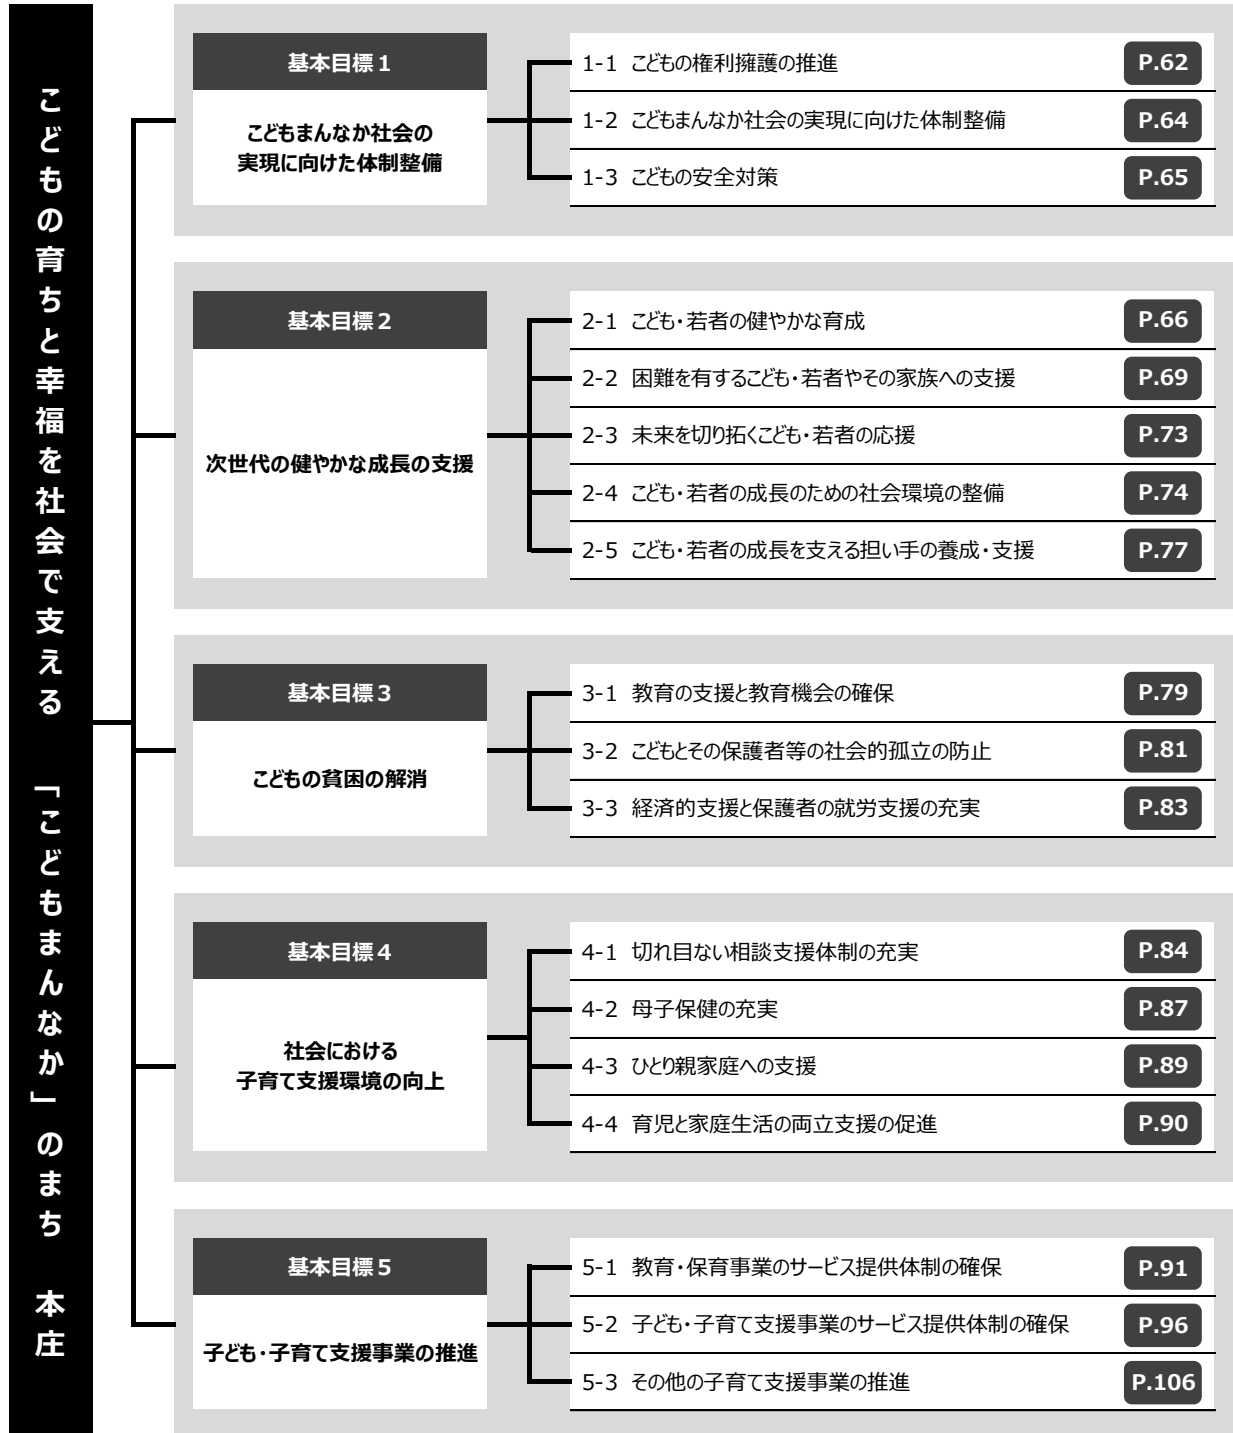 こどもの育ちと幸福を社会で支える　「こどもまんなか」のまち　本庄
基本目標１
こどもまんなか社会の
実現に向けた体制整備
1-1 こどもの権利擁護の推進 P.62
1-2 こどもまんなか社会の実現に向けた体制整備 P.64
1-3 こどもの安全対策 P.65
基本目標２
次世代の健やかな成長の支援
2-1 こども・若者の健やかな育成 P.66
2-2 困難を有するこども・若者やその家族への支援 P.69
2-3 未来を切り拓くこども・若者の応援 P.73
2-4 こども・若者の成長のための社会環境の整備 P.74
2-5 こども・若者の成長を支える担い手の養成・支援 P.77
基本目標３
こどもの貧困の解消
3-1 教育の支援と教育機会の確保 P.79
3-2 こどもとその保護者等の社会的孤立の防止 P.81
3-3 経済的支援と保護者の就労支援の充実 P.83
基本目標４
社会における
子育て支援環境の向上
4-1 切れ目ない相談支援体制の充実 P.84
4-2 母子保健の充実 P.87
4-3 ひとり親家庭への支援 P.89
4-4 育児と家庭生活の両立支援の促進 P.90
基本目標５
子ども・子育て支援事業の推進
5-1 教育・保育事業のサービス提供体制の確保 P.91
5-2 子ども・子育て支援事業のサービス提供体制の確保 P.96
5-3 その他の子育て支援事業の推進 P.106